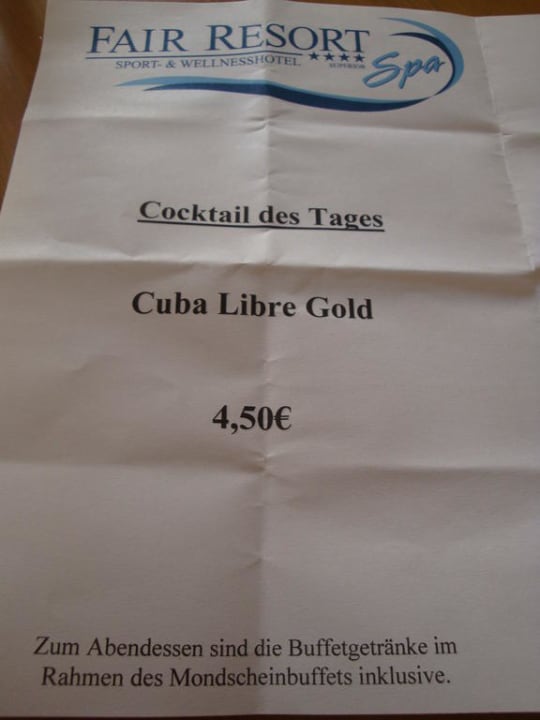 FAIR RESORT
SPORT- & WELLNESSHOTEL ★★★★ SUPERIOR
Spa
Cocktail des Tages
Cuba Libre Gold
4,50€
Zum Abendessen sind die Buffetgetränke im
Rahmen des Mondscheinbuffets inklusive.